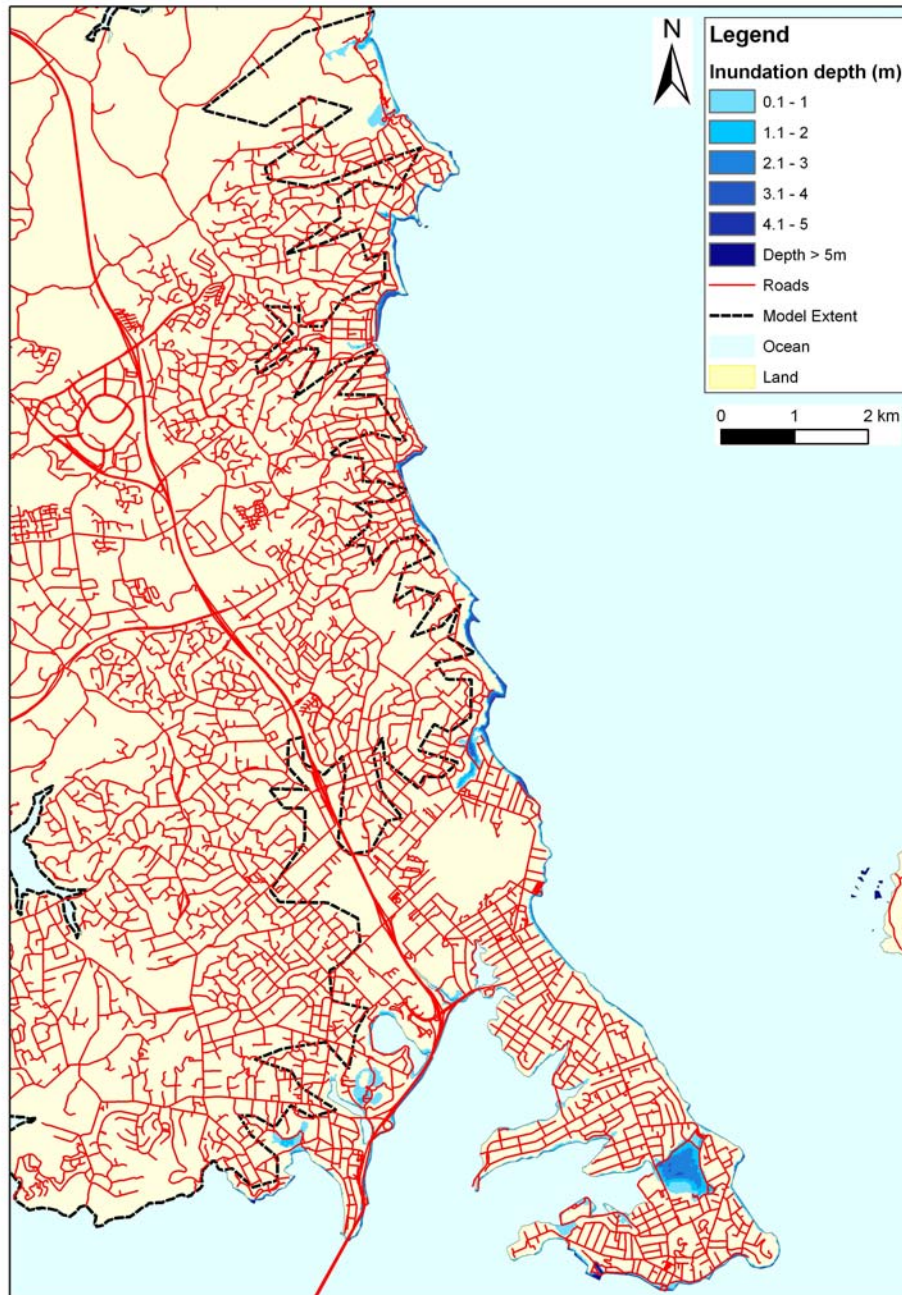 N
Legend
Inundation depth (m)
0.1 - 1
1.1 - 2
2.1 - 3
3.1 - 4
4.1 - 5
Depth > 5m
Roads
Model Extent
Ocean
Land
0 1 2 km